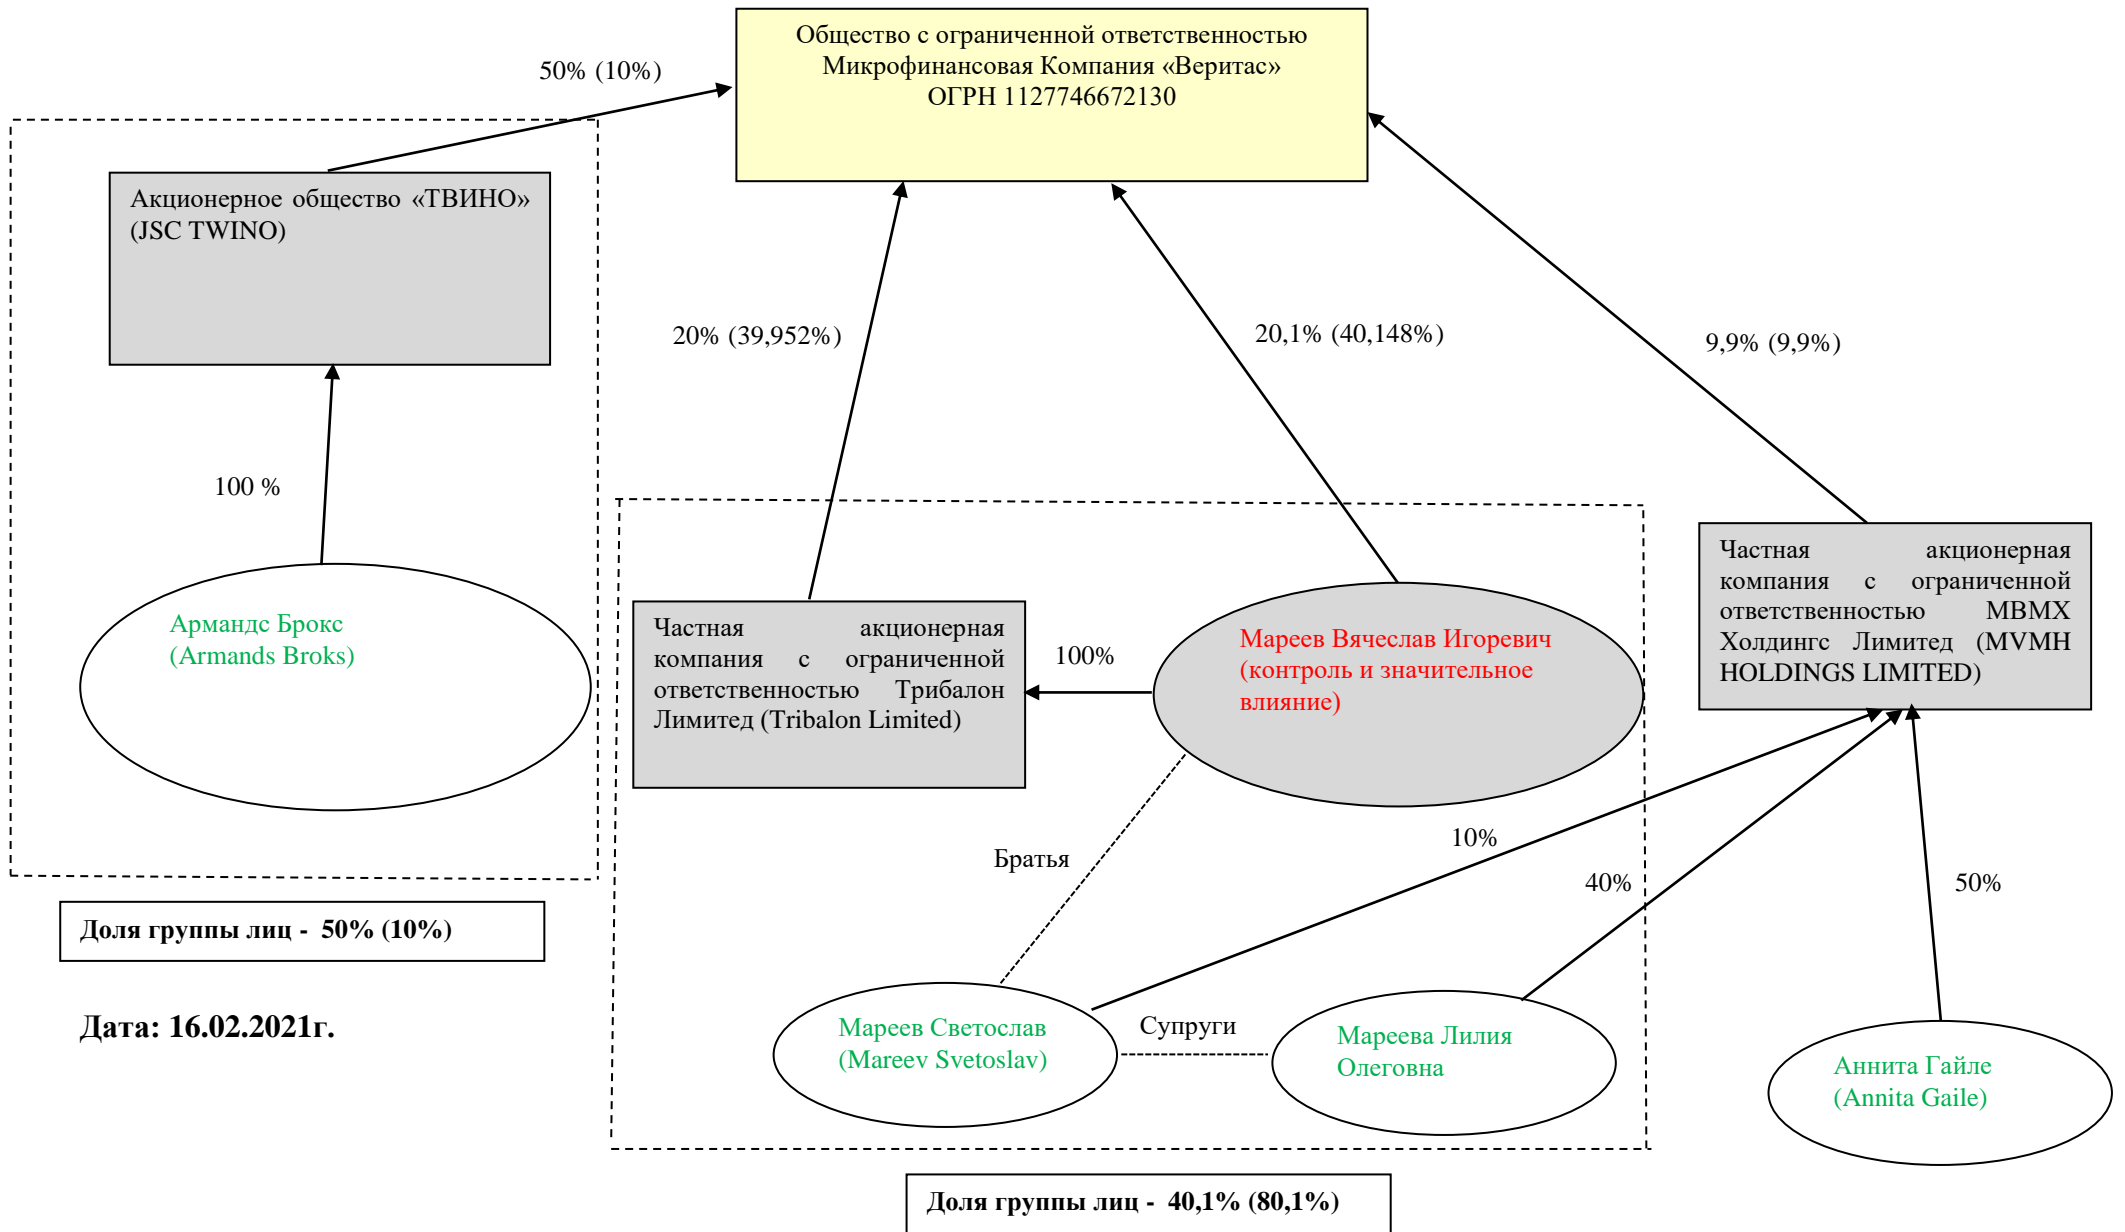 Общество с ограниченной ответственностью
Микрофинансовая Компания «Веритас»
ОГРН 1127746672130
50% (10%)
Акционерное общество «ТВИНО»
(JSC TWINO)
20% (39,952%)
20,1% (40,148%)
9,9% (9,9%)
100 %
Армандс Брокс
(Armands Broks)
Частная акционерная
компания с ограниченной
ответственностью Трибалон
Лимитед (Tribalon Limited)
100%
Мареев Вячеслав Игоревич
(контроль и значительное
влияние)
Частная акционерная
компания с ограниченной
ответственностью МВМХ
Холдингс Лимитед (MVMH
HOLDINGS LIMITED)
Братья
10%
40%
50%
Доля группы лиц - 50% (10%)
Дата: 16.02.2021г.
Мареев Светослав
(Mareev Svetoslav)
Супруги
Мареева Лилия
Олеговна
Аннита Гайле
(Annita Gaile)
Доля группы лиц - 40,1% (80,1%)